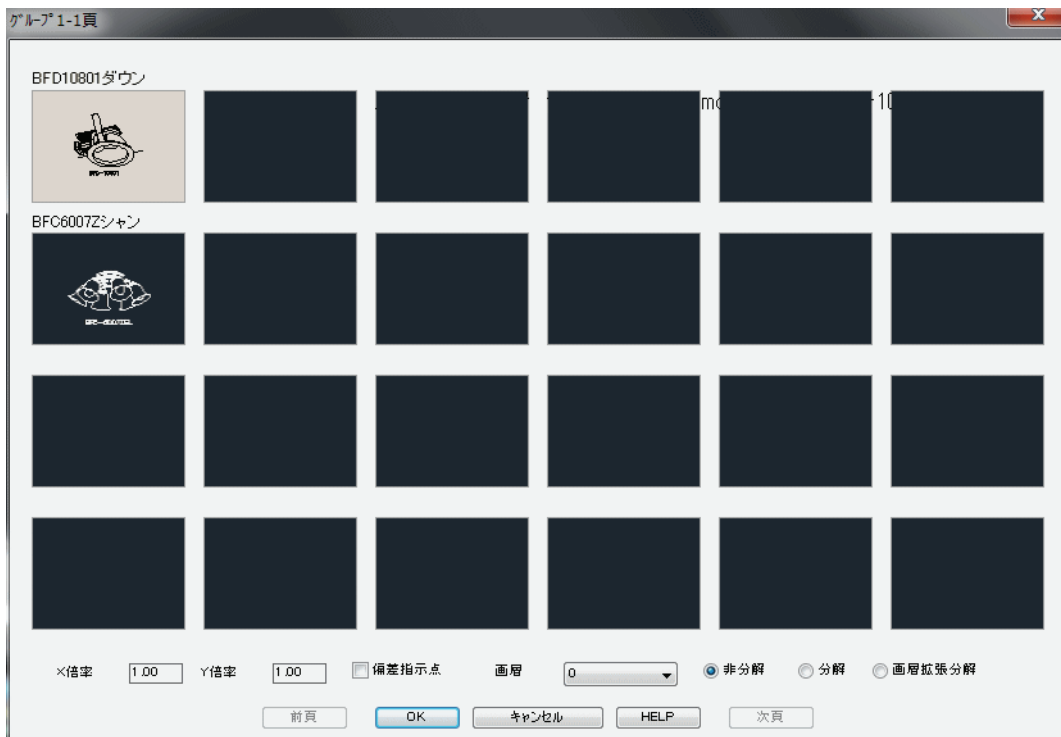 ｸﾞﾙｰﾌﾟ1-1頁
BFD10801ダウン
BFD-10801
BFC6007Zシャン
X倍率 1.00 Y倍率 1.00 偏差指示点 画層 0 非分解 分解 画層拡張分解
前頁 OK ｷｬﾝｾﾙ HELP 次頁